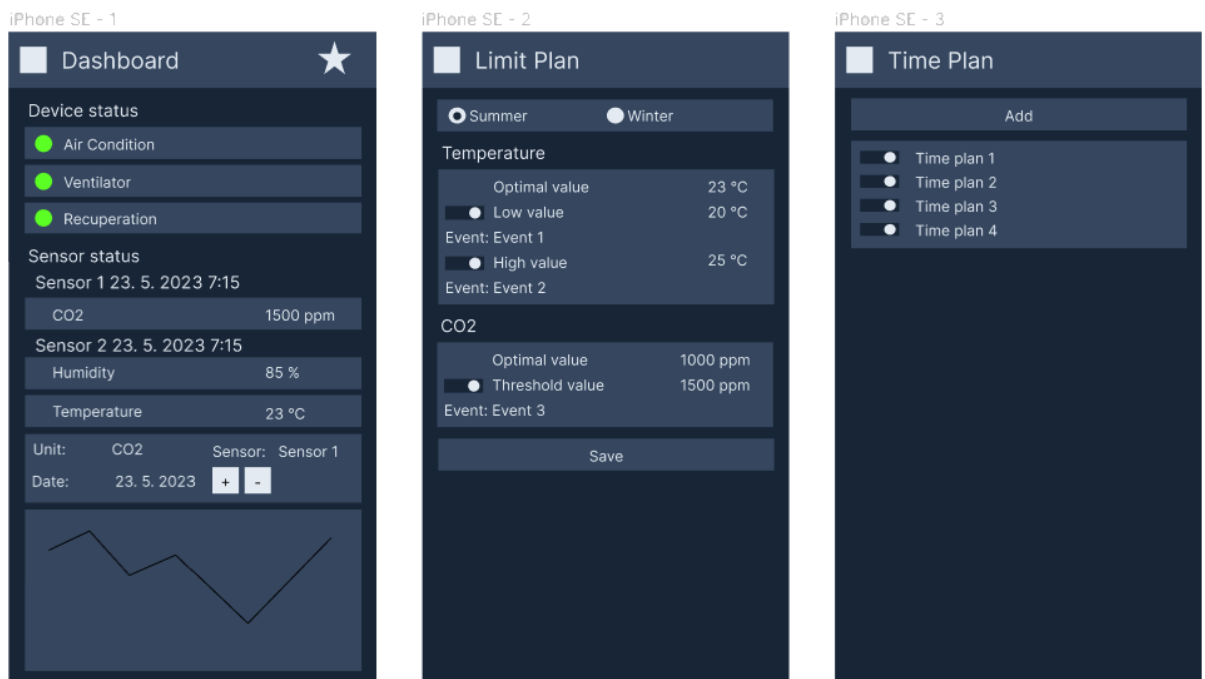 iPhone SE - 1
Dashboard
Device status
Air Condition
Ventilator
Recuperation
Sensor status
Sensor 1 23. 5. 2023 7:15
CO2 1500 ppm
Sensor 2 23. 5. 2023 7:15
Humidity 85 %
Temperature 23 °C
Unit: CO2 Sensor: Sensor 1
Date: 23. 5. 2023 + -
iPhone SE - 2
Limit Plan
Summer Winter
Temperature
Optimal value 23 °C
Low value 20 °C
Event: Event 1
High value 25 °C
Event: Event 2
CO2
Optimal value 1000 ppm
Threshold value 1500 ppm
Event: Event 3
Save
iPhone SE - 3
Time Plan
Add
Time plan 1
Time plan 2
Time plan 3
Time plan 4